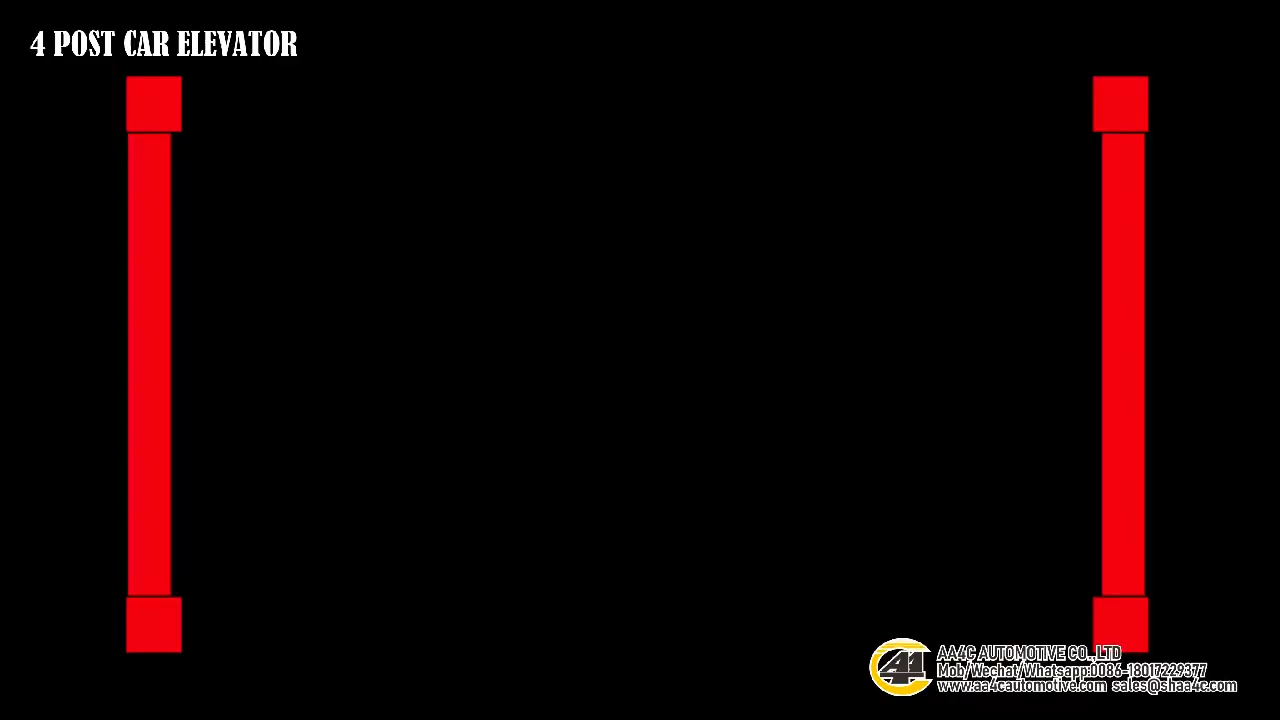 4 POST CAR ELEVATOR
AA4C AUTOMOTIVE CO.,LTD
Mob/Wechat/Whatsapp:0086-18017229377
www.aa4cautomotive.com sales@shaa4c.com